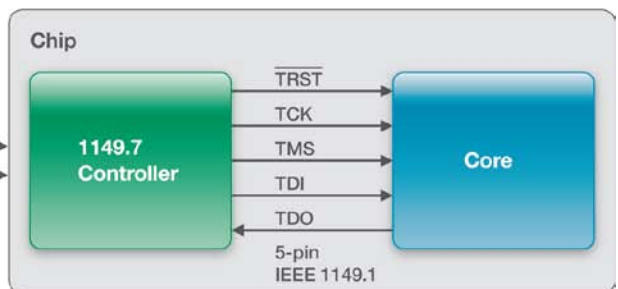 Chip
1149.7
Controller
TRST
TCK
TMS
TDI
TDO
Core
5-pin
IEEE 1149.1